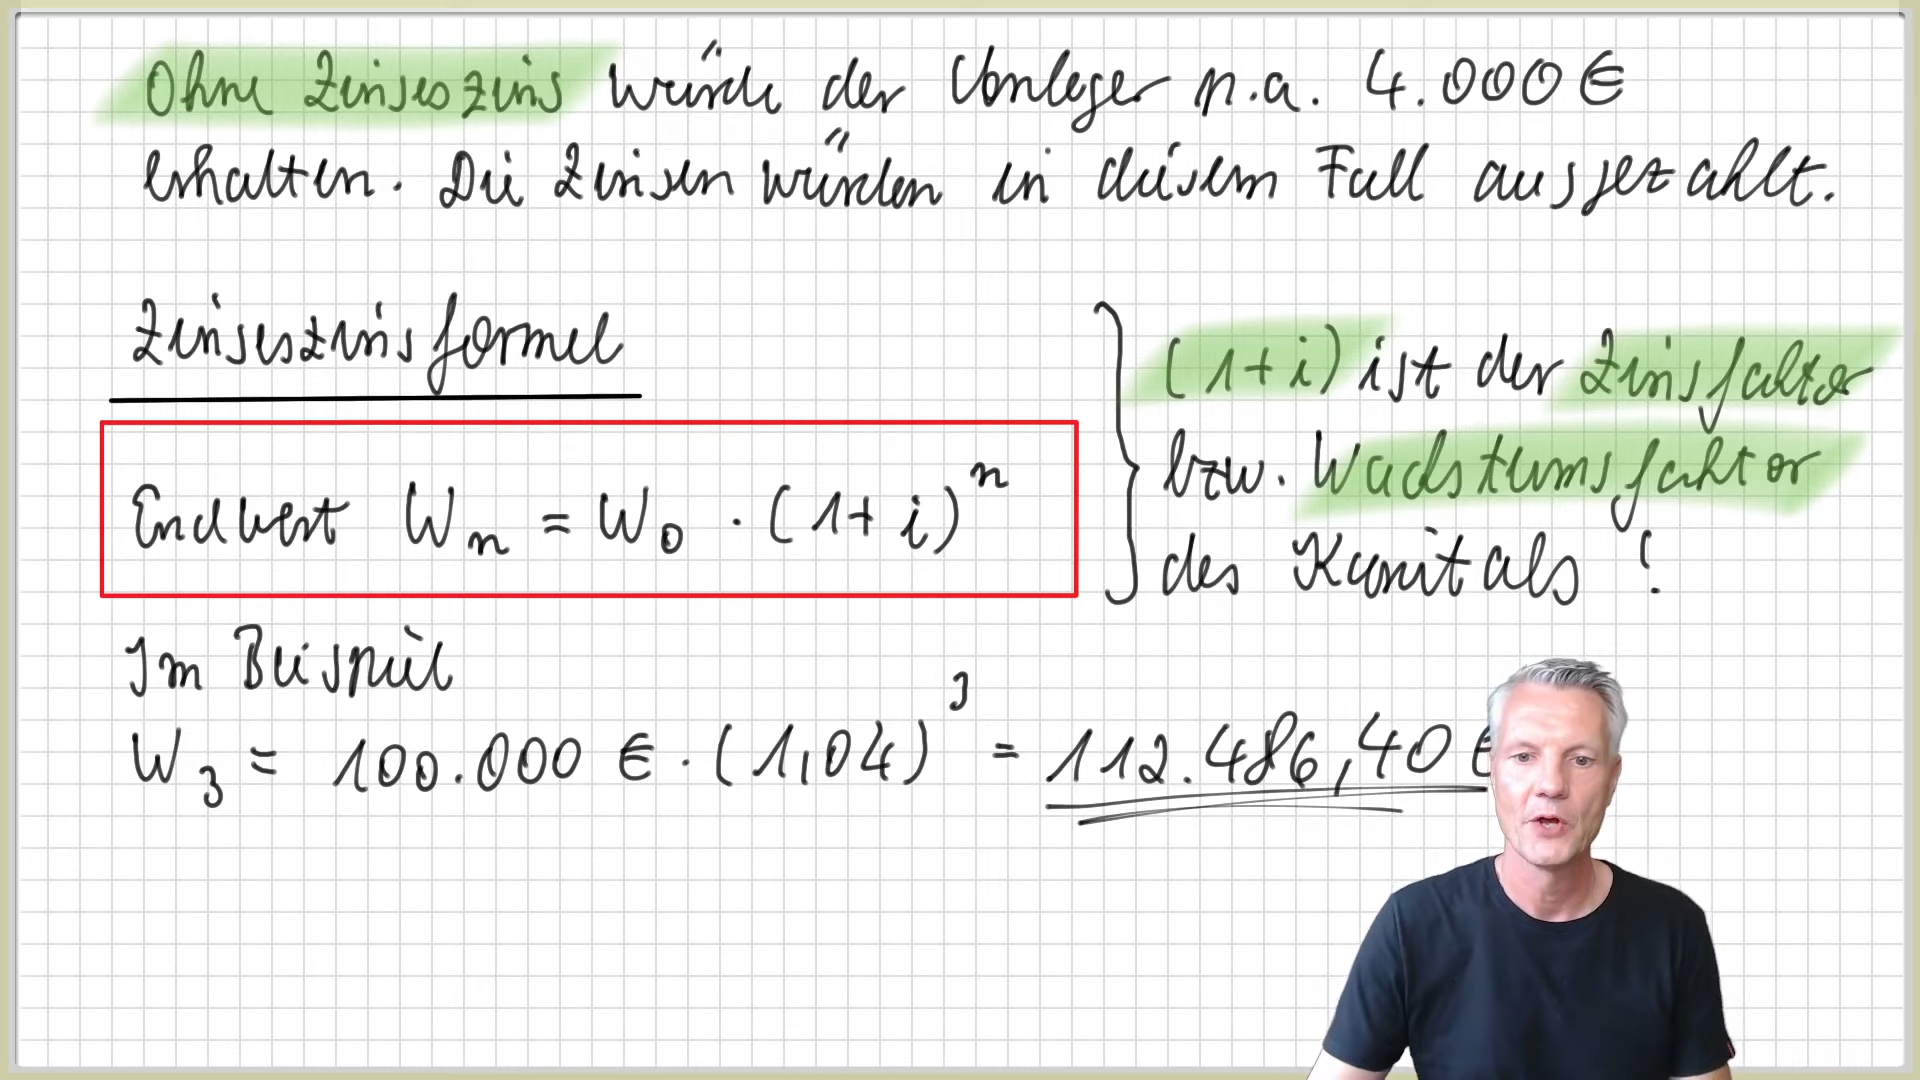 Ohne Zinseszins würde der Anleger p.a. 4.000 €
erhalten. Die Zinsen würden in diesem Fall ausgezahlt.
Zinseszinsformel
(1+i) ist der Zinsfaktor
bzw. Wachstumsfaktor
des Kapitals !
Endwert Wn = W0 · (1+i)^n
Im Beispiel
W3 = 100.000 € · (1,04)^3 = 112.486,40 €